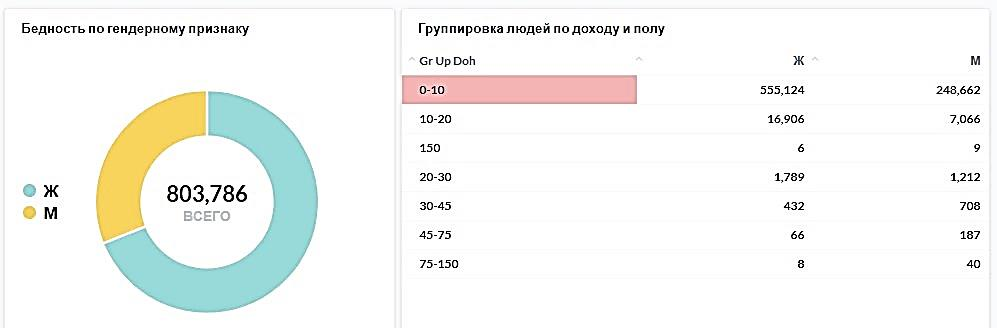 Бедность по гендерному признаку
Ж
М
803,786
ВСЕГО
Группировка людей по доходу и полу
Gr Up Doh Ж М
0-10 555,124 248,662
10-20 16,906 7,066
150 6 9
20-30 1,789 1,212
30-45 432 708
45-75 66 187
75-150 8 40